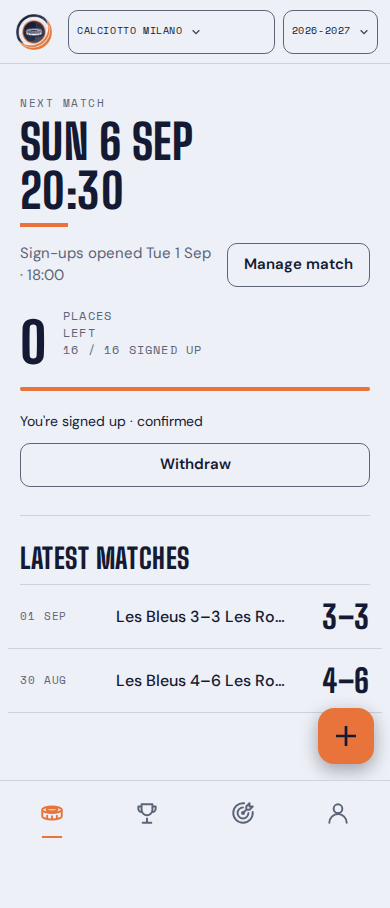 CALCIOTTO MILANO
2026-2027
NEXT MATCH
SUN 6 SEP
20:30
Sign-ups opened Tue 1 Sep
· 18:00
Manage match
0
PLACES
LEFT
16 / 16 SIGNED UP
You're signed up · confirmed
Withdraw
LATEST MATCHES
01 SEP
Les Bleus 3–3 Les Ro...
3–3
30 AUG
Les Bleus 4–6 Les Ro...
4–6